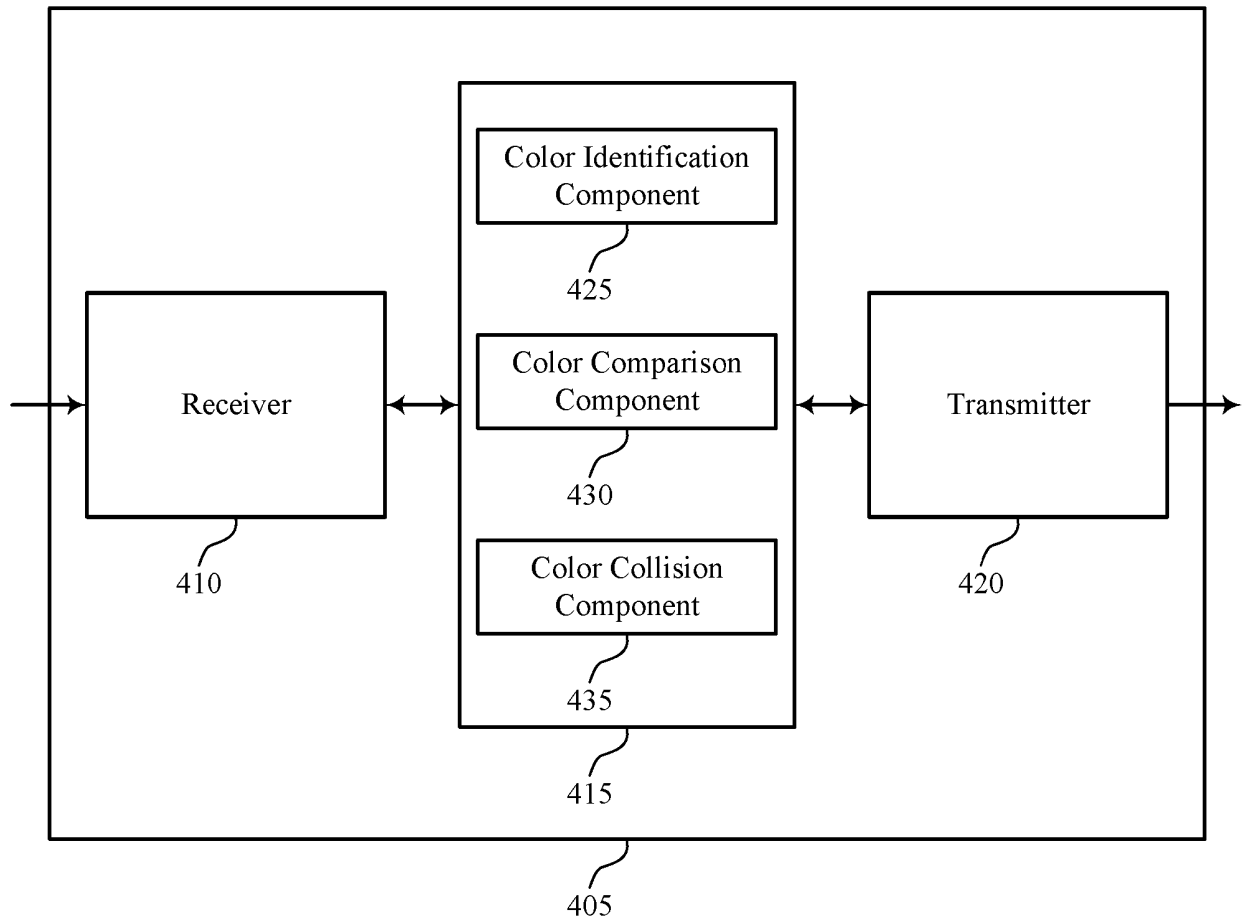 Color Identification
Component
425
Color Comparison
Component
430
Color Collision
Component
435
415
Receiver
410
Transmitter
420
405